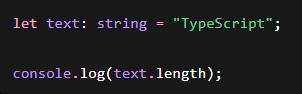 let text: string = "TypeScript";
console.log(text.length);